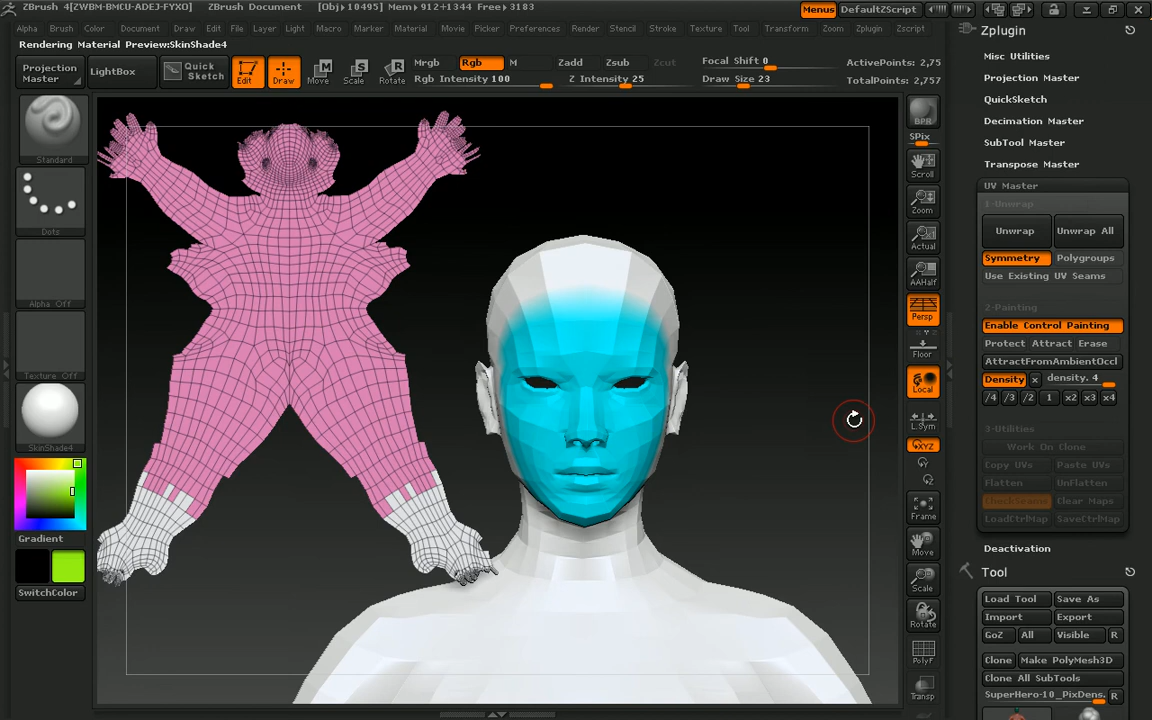 ZBrush 4[ZWBM-BMCU-ADEJ-FYXO] ZBrush Document [Obj▸10495] Mem▸912+1344 Free▸3183 Menus DefaultZScript
Alpha Brush Color Document Draw Edit File Layer Light Macro Marker Material Movie Picker Preferences Render Stencil Stroke Texture Tool Transform Zoom Zplugin Zscript
Rendering Material Preview:SkinShade4
Projection Master
LightBox
Quick Sketch
Edit
Draw
Move
Scale
Rotate
Mrgb Rgb M
Rgb Intensity 100
Zadd Zsub Zcut
Z Intensity 25
Focal Shift 0
Draw Size 23
ActivePoints: 2,75
TotalPoints: 2,757
Standard
Dots
Alpha Off
Texture Off
SkinShade4
Gradient
SwitchColor
BPR
SPix
Scroll
Zoom
Actual
AAHalf
Persp
Floor
Local
L.Sym
XYZ
Y
Z
Frame
Move
Scale
Rotate
PolyF
Transp
Zplugin
Misc Utilities
Projection Master
QuickSketch
Decimation Master
SubTool Master
Transpose Master
UV Master
1-Unwrap
Unwrap Unwrap All
Symmetry Polygroups
Use Existing UV Seams
2-Painting
Enable Control Painting
Protect Attract Erase
AttractFromAmbientOccl
Density x density. 4
/4 /3 /2 1 x2 x3 x4
3-Utilities
Work On Clone
Copy UVs Paste UVs
Flatten UnFlatten
CheckSeams Clear Maps
LoadCtrlMap SaveCtrlMap
Deactivation
Tool
Load Tool Save As
Import Export
GoZ All Visible R
Clone Make PolyMesh3D
Clone All SubTools
SuperHero-10_PixDens. R